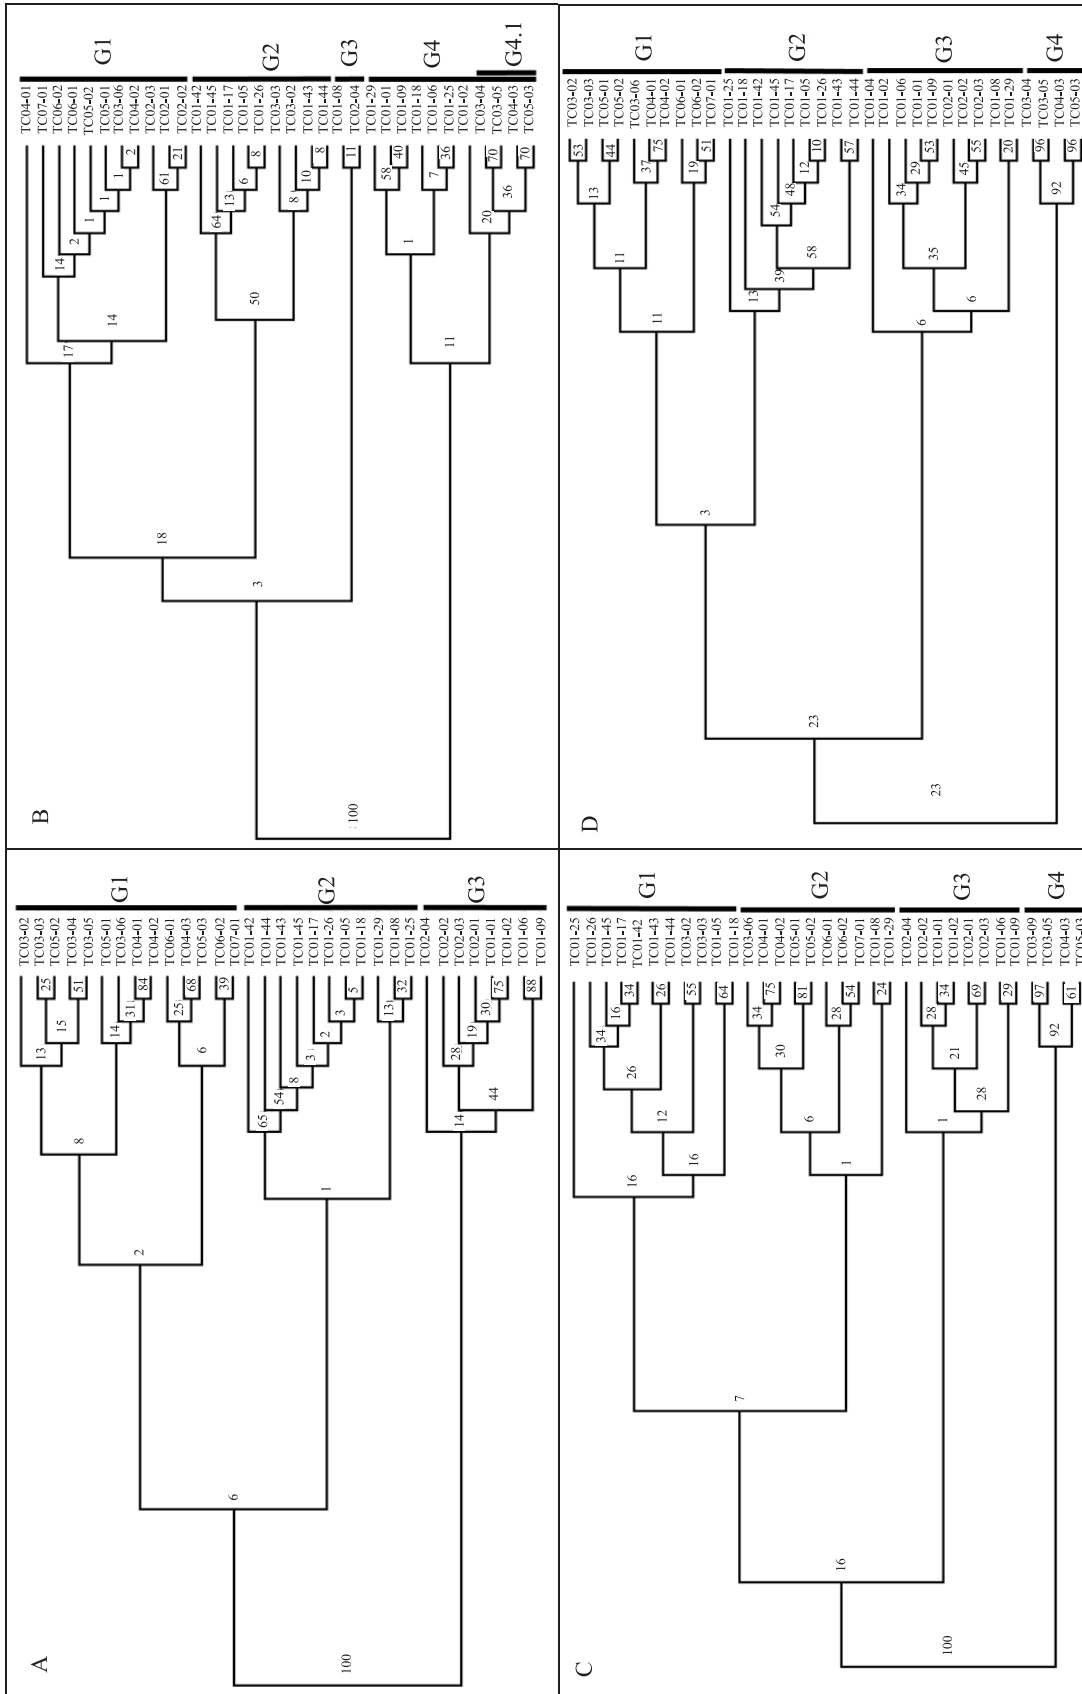 A
TC03-02
TC03-03
TC05-02
TC03-04
TC03-05
TC05-01
TC03-06
TC04-01
TC04-02
TC06-01
TC04-03
TC05-03
TC06-02
TC07-01
TC01-42
TC01-44
TC01-43
TC01-45
TC01-17
TC01-26
TC01-05
TC01-18
TC01-29
TC01-08
TC01-25
TC02-04
TC02-02
TC02-03
TC02-01
TC01-01
TC01-02
TC01-06
TC01-09
G1
G2
G3
25
13
15
51
8
14
31
84
2
25
68
6
39
6
65
54
8
3
2
3
5
1
13
32
100
14
28
19
30
75
44
88
B
TC04-01
TC07-01
TC06-02
TC06-01
TC05-02
TC05-01
TC03-06
TC04-02
TC02-03
TC02-01
TC02-02
TC01-42
TC01-45
TC01-17
TC01-05
TC01-26
TC03-03
TC03-02
TC01-43
TC01-44
TC01-08
TC02-04
TC01-29
TC01-01
TC01-09
TC01-18
TC01-06
TC01-25
TC01-02
TC03-04
TC03-05
TC04-03
TC05-03
G1
G2
G3
G4
G4.1
17
14
2
1
1
1
2
14
61
21
18
64
13
6
8
50
8
10
8
3
11
100
58
40
1
7
36
11
20
70
36
70
C
TC01-25
TC01-26
TC01-45
TC01-17
TC01-42
TC01-43
TC01-44
TC03-02
TC03-03
TC01-05
TC01-18
TC03-06
TC04-01
TC04-02
TC05-01
TC05-02
TC06-01
TC06-02
TC07-01
TC01-08
TC01-29
TC02-04
TC02-02
TC01-01
TC01-02
TC02-01
TC02-03
TC01-06
TC01-09
TC03-09
TC03-05
TC04-03
TC05-03
G1
G2
G3
G4
34
16
34
26
26
16
12
55
16
64
7
34
75
30
81
6
28
54
1
24
16
28
34
21
69
1
28
29
100
97
92
61
D
TC03-02
TC03-03
TC05-01
TC05-02
TC03-06
TC04-01
TC04-02
TC06-01
TC06-02
TC07-01
TC01-25
TC01-18
TC01-42
TC01-45
TC01-17
TC01-05
TC01-26
TC01-43
TC01-44
TC01-04
TC01-02
TC01-06
TC01-01
TC01-09
TC02-01
TC02-02
TC02-03
TC01-08
TC01-29
TC03-04
TC03-05
TC04-03
TC05-03
G1
G2
G3
G4
53
13
44
11
37
75
11
19
51
3
13
39
54
48
12
10
58
57
23
34
29
53
35
45
55
6
6
20
23
96
92
96